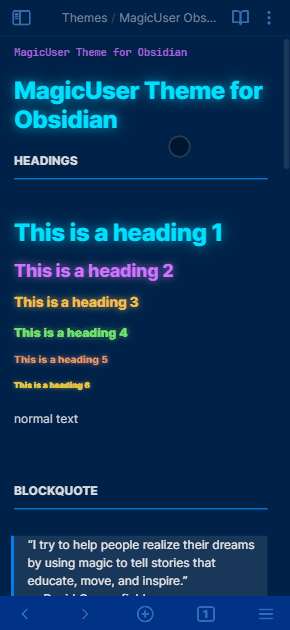 Themes / MagicUser Obs...
MagicUser Theme for Obsidian
MagicUser Theme for
Obsidian
HEADINGS
This is a heading 1
This is a heading 2
This is a heading 3
This is a heading 4
This is a heading 5
This is a heading 6
normal text
BLOCKQUOTE
“I try to help people realize their dreams
by using magic to tell stories that
educate, move, and inspire.”
1